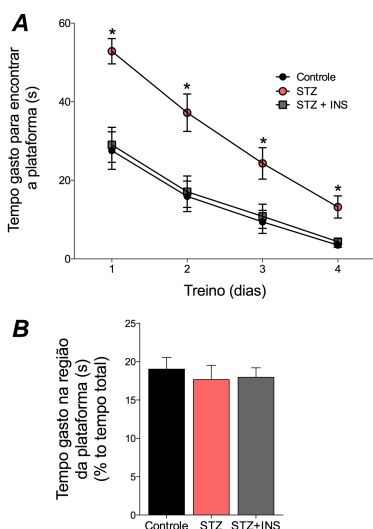 A
Tempo gasto para encontrar
a plataforma (s)
60
40
20
0
*
*
*
*
Controle
STZ
STZ + INS
1 2 3 4
Treino (dias)
B
Tempo gasto na região
da plataforma (s)
(% to tempo total)
25
20
15
10
5
0
Controle STZ STZ+INS